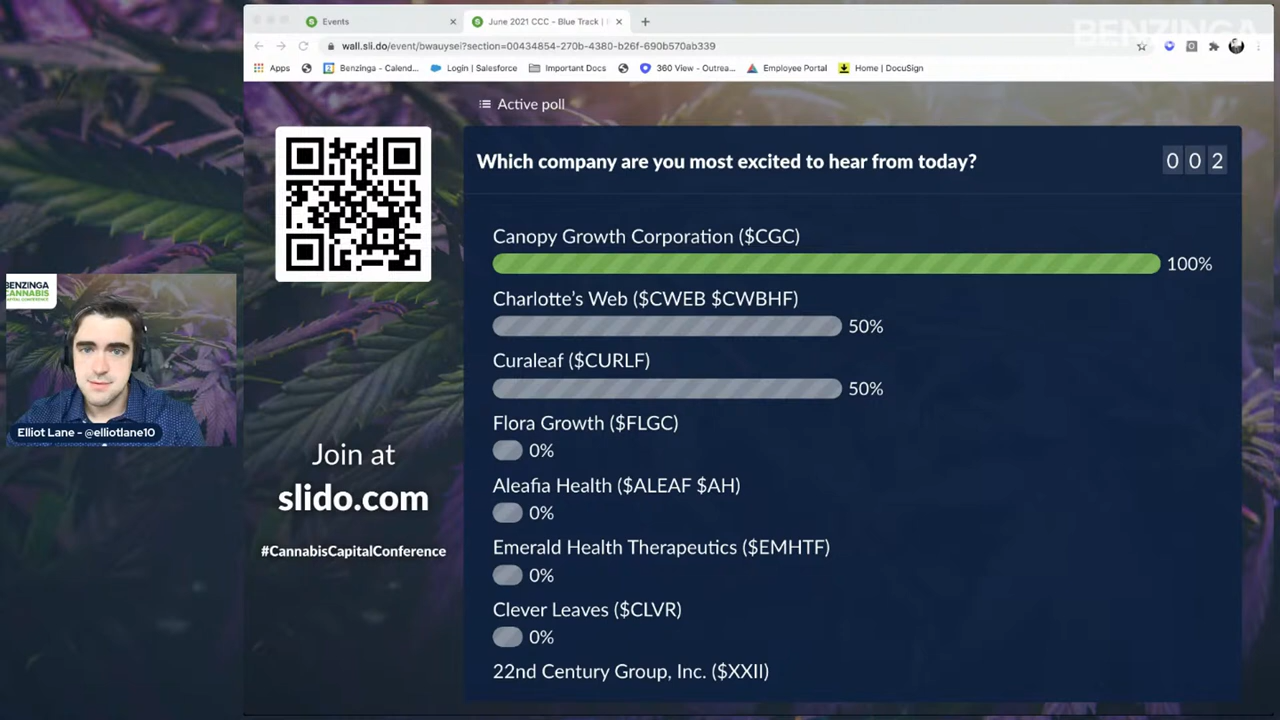 Events
June 2021 CCC - Blue Track |
BENZINGA
wall.sli.do/event/bwauysei?section=00434854-270b-4380-b26f-690b570ab339
Apps
Benzinga - Calend...
Login | Salesforce
Important Docs
360 View - Outrea...
Employee Portal
Home | DocuSign
Active poll
Which company are you most excited to hear from today?
0 0 2
Canopy Growth Corporation ($CGC)
100%
Charlotte's Web ($CWEB $CWBHF)
50%
Curaleaf ($CURLF)
50%
Flora Growth ($FLGC)
0%
Aleafia Health ($ALEAF $AH)
0%
Emerald Health Therapeutics ($EMHTF)
0%
Clever Leaves ($CLVR)
0%
22nd Century Group, Inc. ($XXII)
Join at
slido.com
#CannabisCapitalConference
BENZINGA
CANNABIS
CAPITAL CONFERENCE
Elliot Lane - @elliotlane10